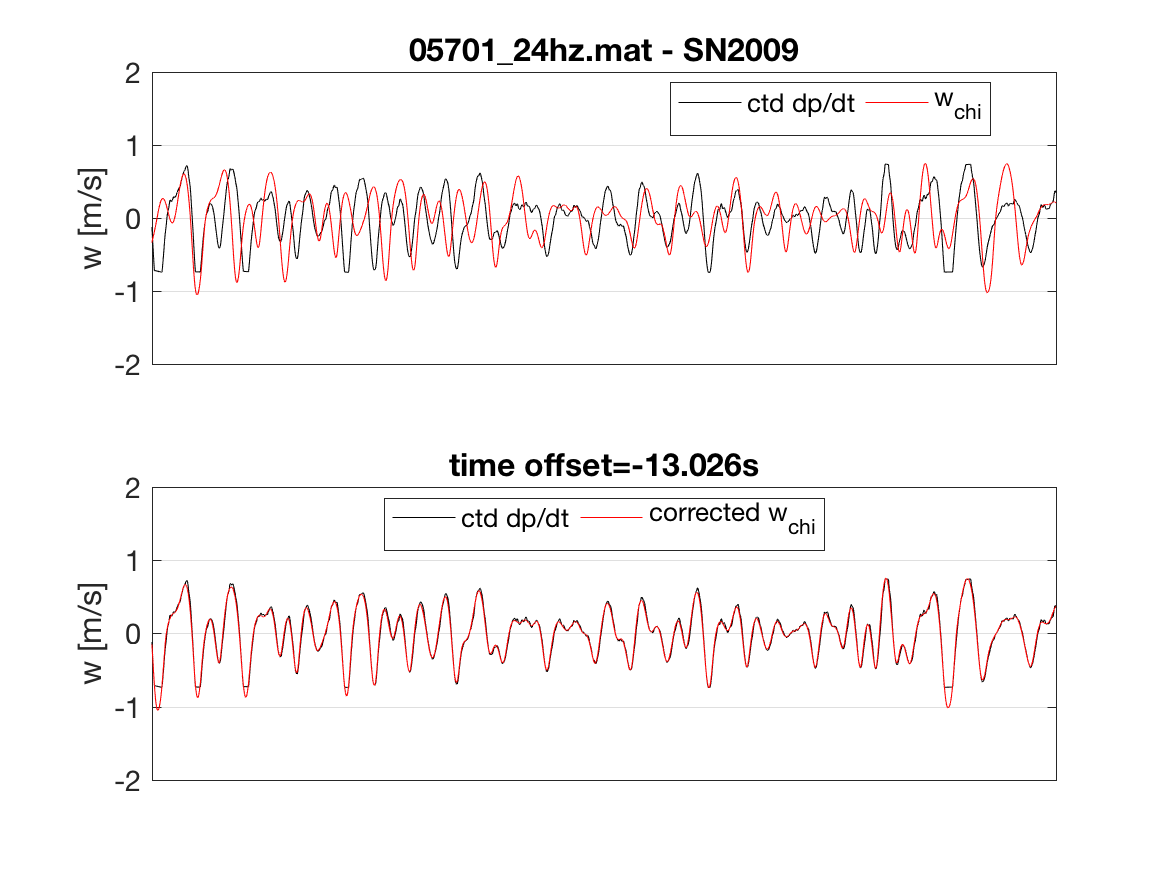 05701_24hz.mat - SN2009
ctd dp/dt w_chi
2
1
0
-1
-2
w [m/s]
time offset=-13.026s
ctd dp/dt corrected w_chi
2
1
0
-1
-2
w [m/s]